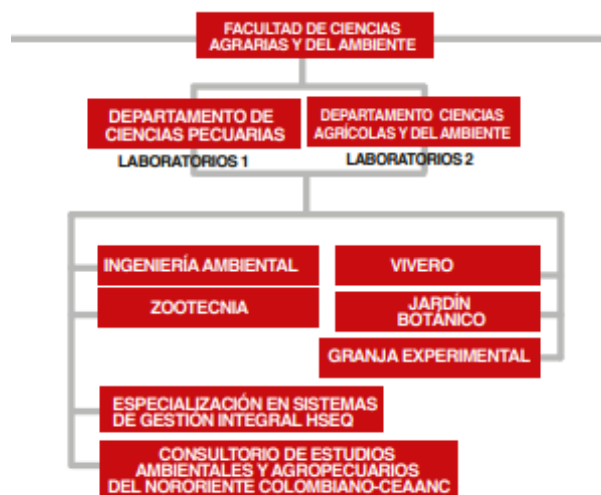 FACULTAD DE CIENCIAS
AGRARIAS Y DEL AMBIENTE
DEPARTAMENTO DE
CIENCIAS PECUARIAS
LABORATORIOS 1
DEPARTAMENTO CIENCIAS
AGRÍCOLAS Y DEL AMBIENTE
LABORATORIOS 2
INGENIERÍA AMBIENTAL
ZOOTECNIA
VIVERO
JARDÍN
BOTÁNICO
GRANJA EXPERIMENTAL
ESPECIALIZACIÓN EN SISTEMAS
DE GESTIÓN INTEGRAL HSEQ
CONSULTORIO DE ESTUDIOS
AMBIENTALES Y AGROPECUARIOS
DEL NORORIENTE COLOMBIANO-CEAANC